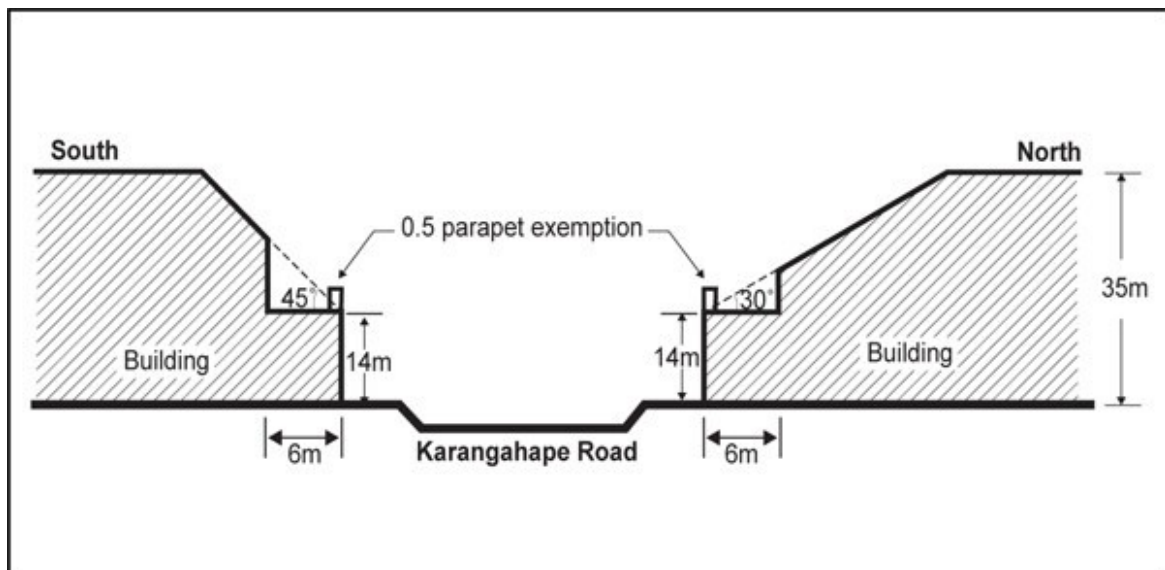 South
North
0.5 parapet exemption
45°
30°
35m
Building
14m
14m
Building
6m
Karangahape Road
6m